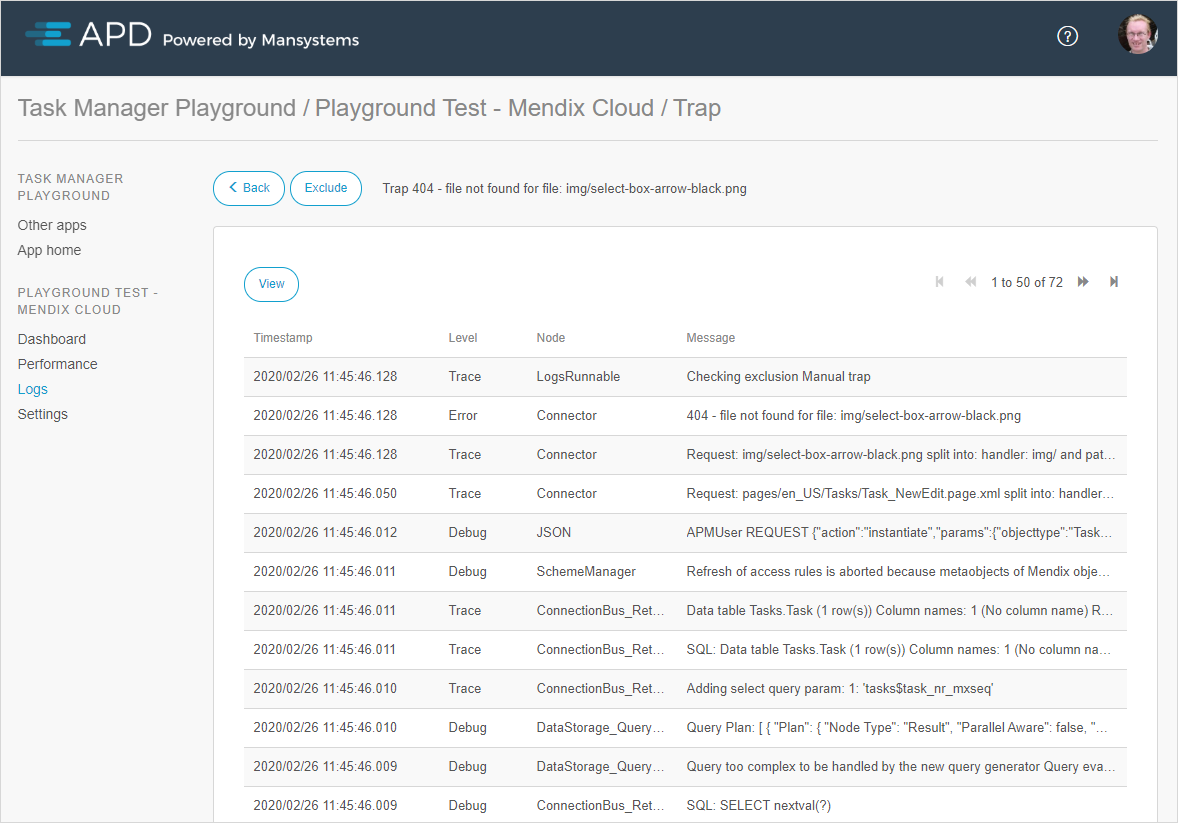 APD Powered by Mansystems
?
Task Manager Playground / Playground Test - Mendix Cloud / Trap
TASK MANAGER
PLAYGROUND
Other apps
App home
PLAYGROUND TEST -
MENDIX CLOUD
Dashboard
Performance
Logs
Settings
Back Exclude Trap 404 - file not found for file: img/select-box-arrow-black.png
View 1 to 50 of 72
Timestamp Level Node Message
2020/02/26 11:45:46.128 Trace LogsRunnable Checking exclusion Manual trap
2020/02/26 11:45:46.128 Error Connector 404 - file not found for file: img/select-box-arrow-black.png
2020/02/26 11:45:46.128 Trace Connector Request: img/select-box-arrow-black.png split into: handler: img/ and pat...
2020/02/26 11:45:46.050 Trace Connector Request: pages/en_US/Tasks/Task_NewEdit.page.xml split into: handler...
2020/02/26 11:45:46.012 Debug JSON APMUser REQUEST {"action":"instantiate","params":{"objecttype":"Task...
2020/02/26 11:45:46.011 Debug SchemeManager Refresh of access rules is aborted because metaobjects of Mendix obje...
2020/02/26 11:45:46.011 Trace ConnectionBus_Ret... Data table Tasks.Task (1 row(s)) Column names: 1 (No column name) R...
2020/02/26 11:45:46.011 Trace ConnectionBus_Ret... SQL: Data table Tasks.Task (1 row(s)) Column names: 1 (No column na...
2020/02/26 11:45:46.010 Trace ConnectionBus_Ret... Adding select query param: 1: 'tasks$task_nr_mxseq'
2020/02/26 11:45:46.010 Debug DataStorage_Query... Query Plan: [ { "Plan": { "Node Type": "Result", "Parallel Aware": false, "...
2020/02/26 11:45:46.009 Debug DataStorage_Query... Query too complex to be handled by the new query generator Query eva...
2020/02/26 11:45:46.009 Debug ConnectionBus_Ret... SQL: SELECT nextval(?)